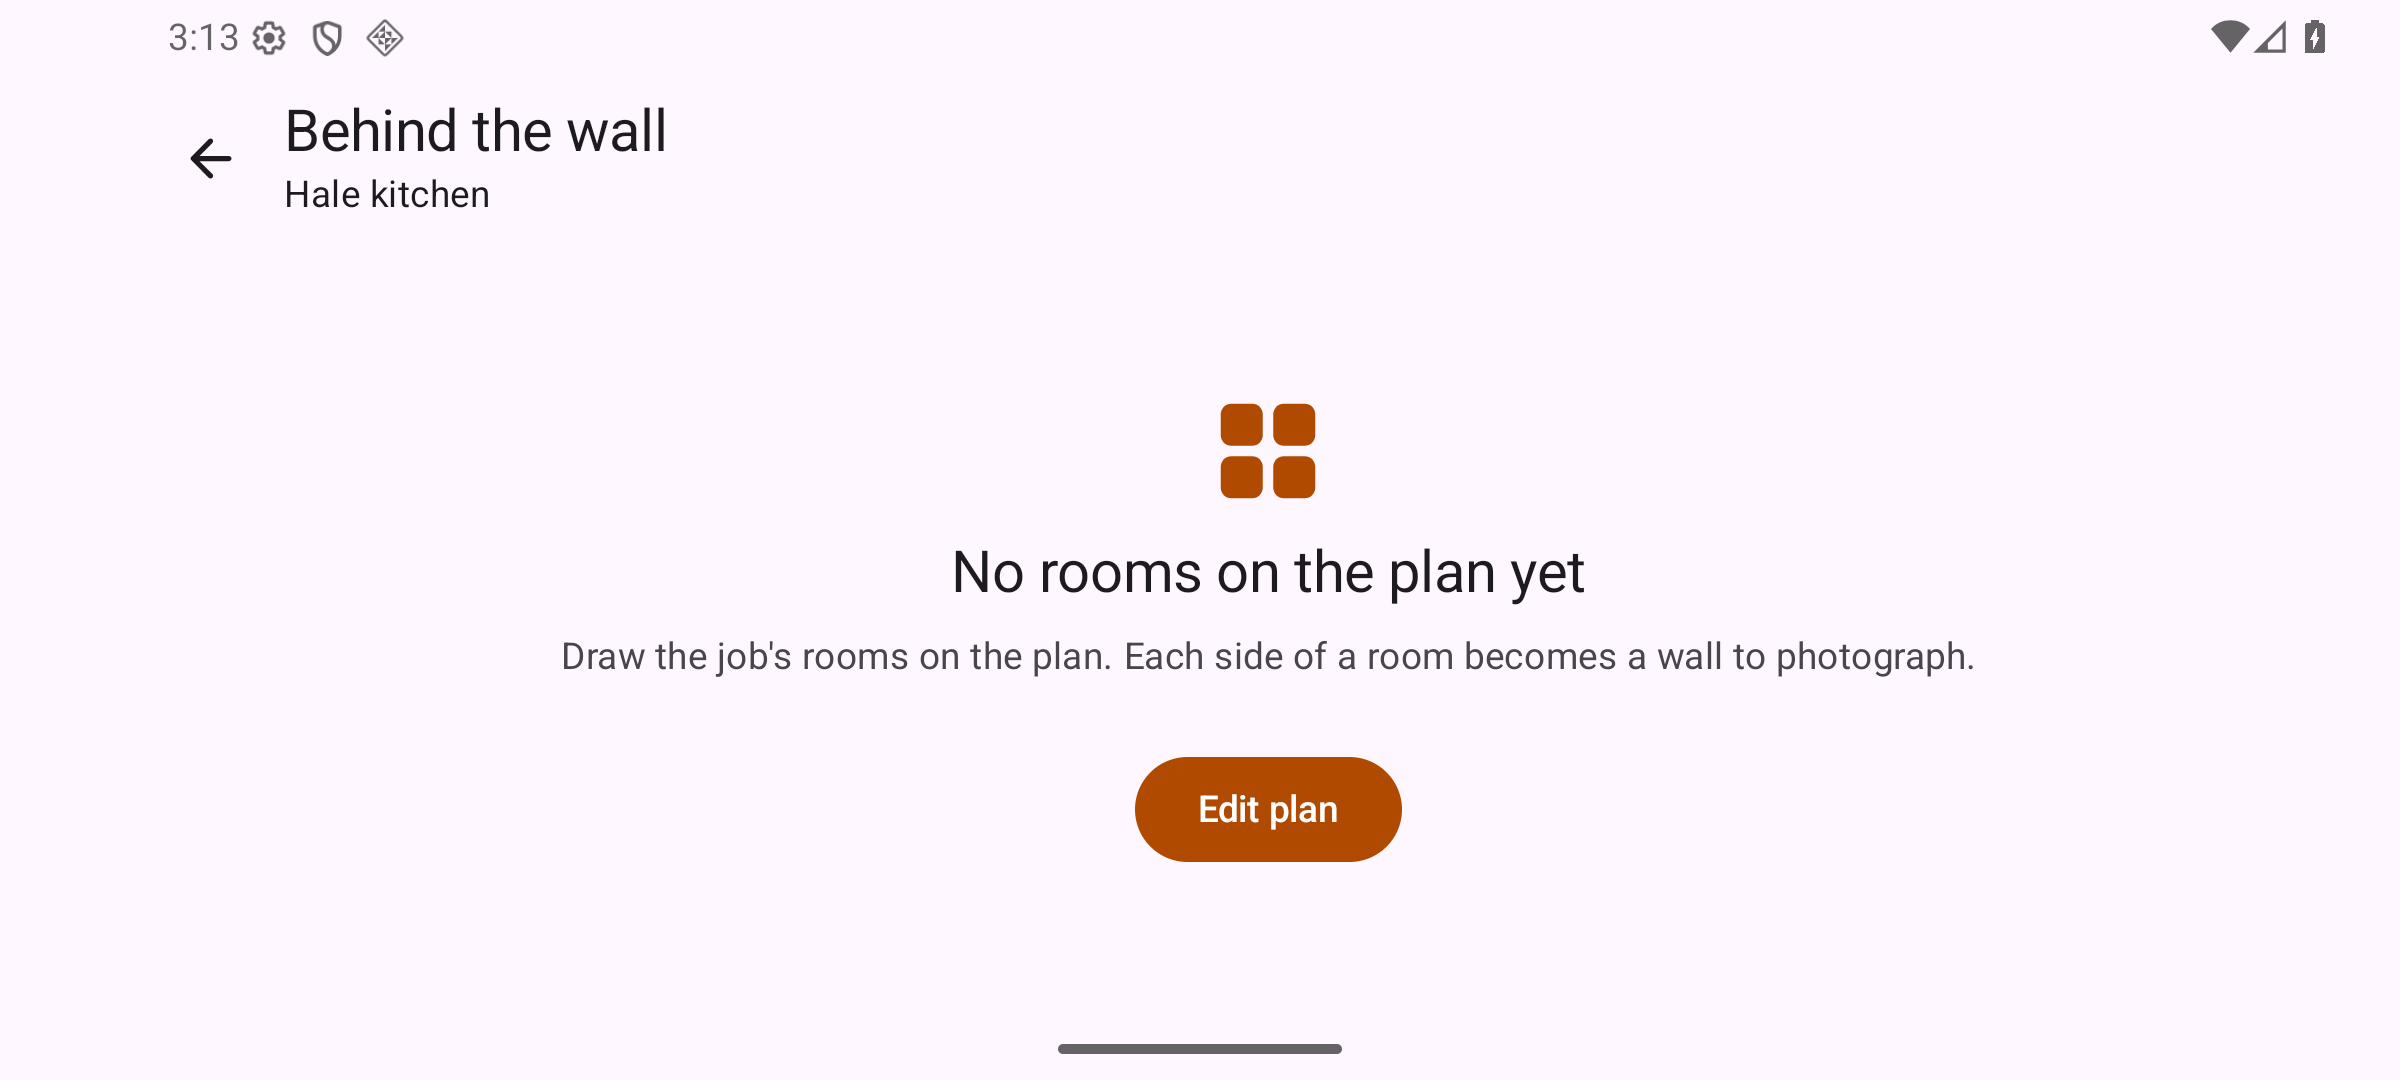 3:13
Behind the wall
Hale kitchen
No rooms on the plan yet
Draw the job's rooms on the plan. Each side of a room becomes a wall to photograph.
Edit plan